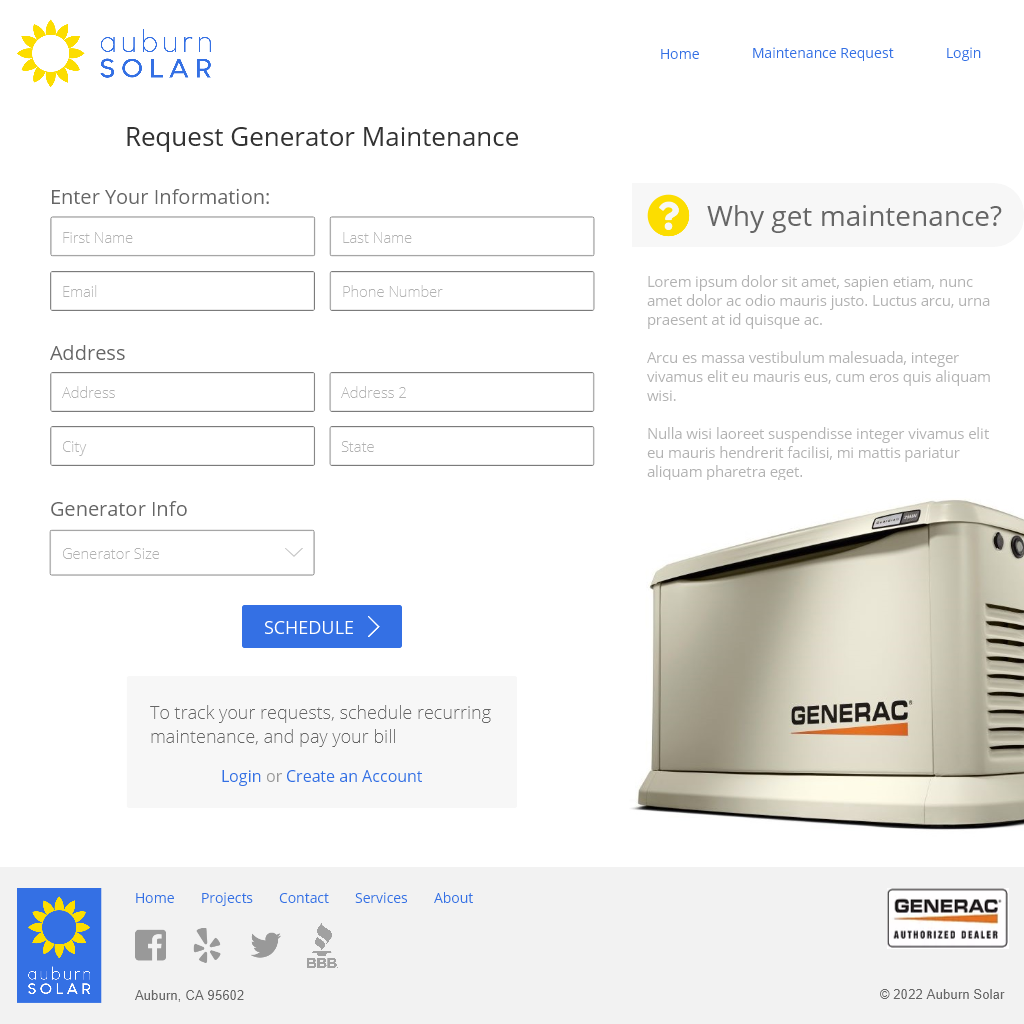 auburn
SOLAR
Home
Maintenance Request
Login
Request Generator Maintenance
Enter Your Information:
First Name
Last Name
Email
Phone Number
Address
Address
Address 2
City
State
Generator Info
Generator Size
SCHEDULE
To track your requests, schedule recurring
maintenance, and pay your bill
Login or Create an Account
Why get maintenance?
Lorem ipsum dolor sit amet, sapien etiam, nunc
amet dolor ac odio mauris justo. Luctus arcu, urna
praesent at id quisque ac.
Arcu es massa vestibulum malesuada, integer
vivamus elit eu mauris eus, cum eros quis aliquam
wisi.
Nulla wisi laoreet suspendisse integer vivamus elit
eu mauris hendrerit facilisi, mi mattis pariatur
aliquam pharetra eget.
GENERAC®
auburn
SOLAR
Home
Projects
Contact
Services
About
BBB
Auburn, CA 95602
GENERAC
AUTHORIZED DEALER
© 2022 Auburn Solar